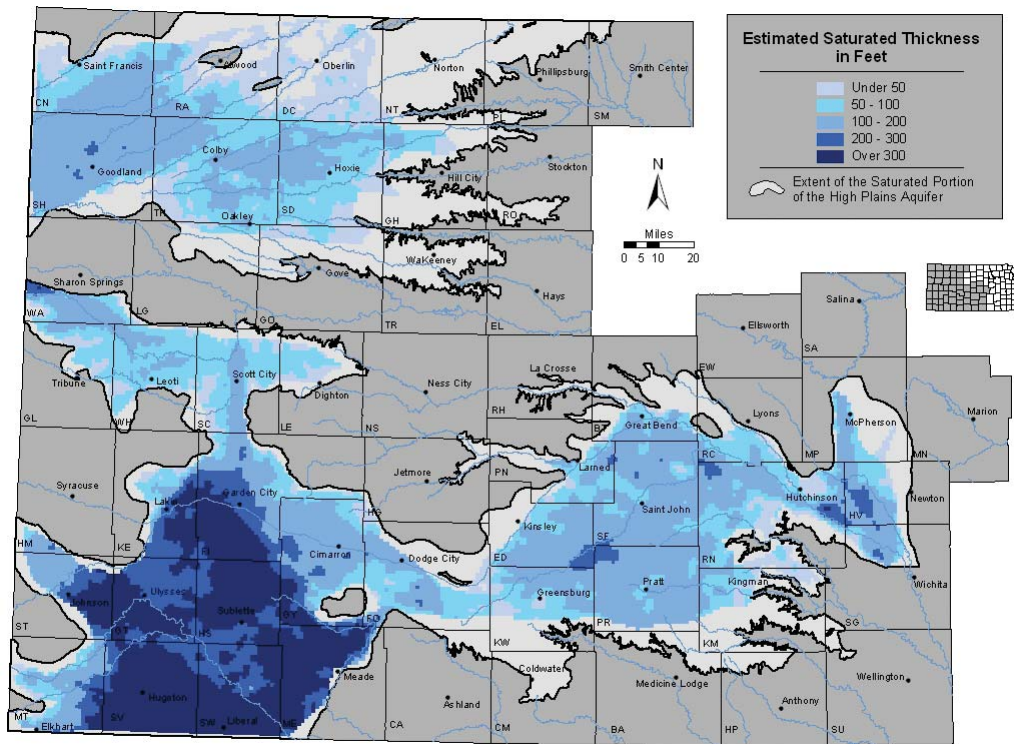 Estimated Saturated Thickness
in Feet
Under 50
50 - 100
100 - 200
200 - 300
Over 300
Extent of the Saturated Portion
of the High Plains Aquifer
N
Miles
0 5 10 20
Saint Francis
Atwood
Oberlin
Norton
Phillipsburg
Smith Center
CN
RA
DC
NT
PL
SM
Goodland
Colby
Hoxie
Hill City
Stockton
SH
TH
Oakley
SD
GH
RO
Sharon Springs
Gove
WaKeeney
Hays
WA
LG
GO
TR
EL
Salina
Ellsworth
SA
Tribune
Leoti
Scott City
Dighton
Ness City
La Crosse
EW
Lyons
McPherson
Marion
GL
WH
SC
LE
NS
RH
Great Bend
RC
MP
MN
Syracuse
Lakin
Garden City
Jetmore
PN
Larned
Saint John
Hutchinson
HV
Newton
HG
HM
KE
FI
Cimarron
Dodge City
Kinsley
ED
SF
RN
Kingman
Wichita
Johnson
Ulysses
Sublette
GY
FO
Greensburg
Pratt
ST
GT
HS
KW
PR
KM
SG
Meade
Coldwater
Medicine Lodge
Wellington
MT
Hugoton
Ashland
Anthony
Elkhart
SV
SW
Liberal
ME
CA
CM
BA
HP
SU